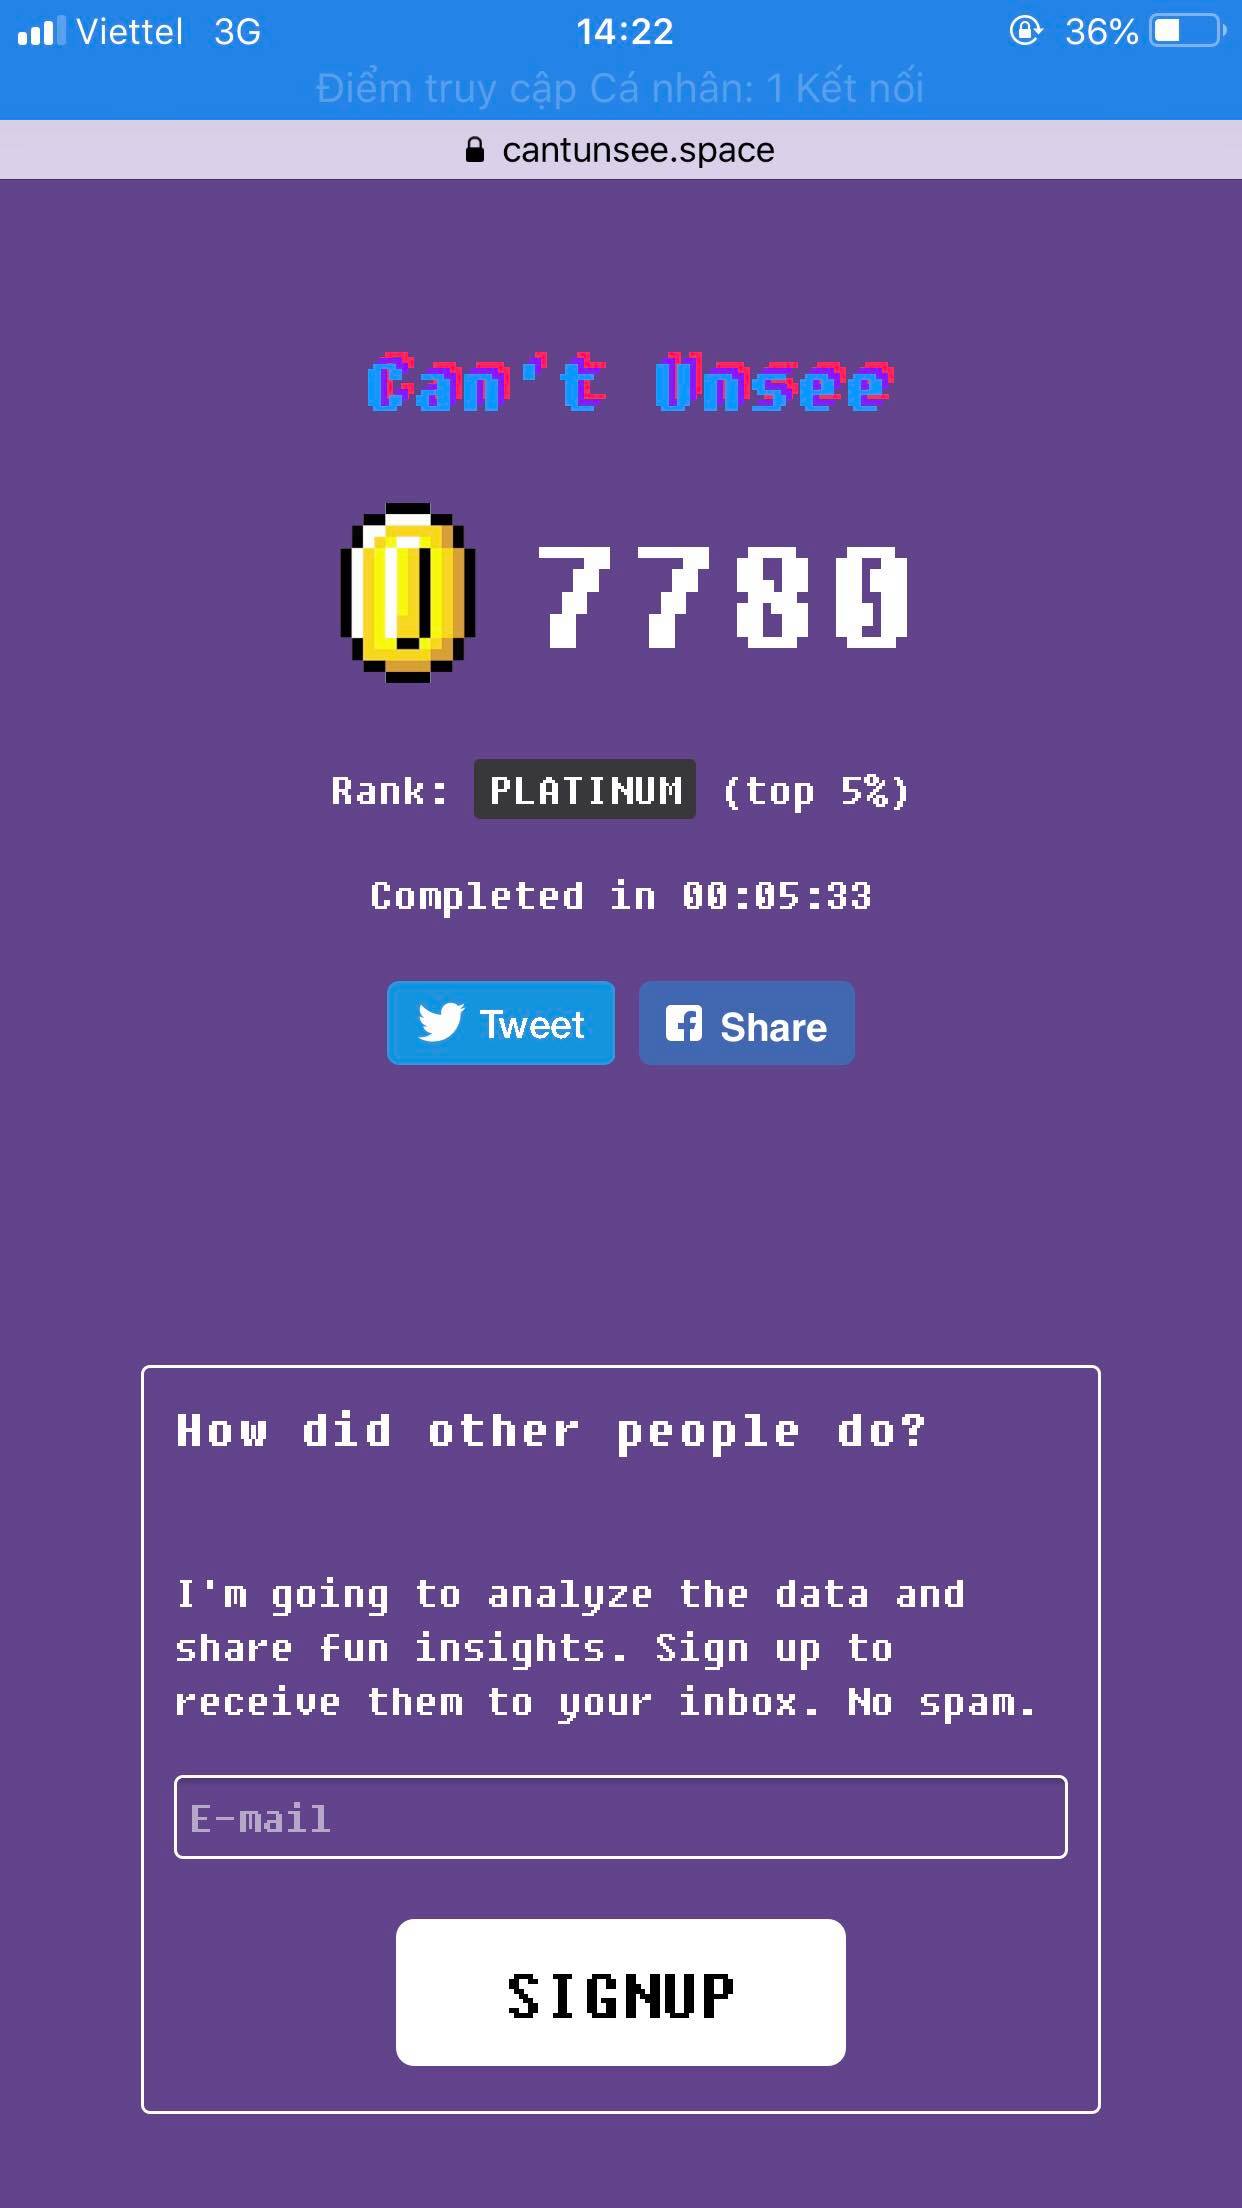 Viettel 3G 14:22 36%
Điểm truy cập Cá nhân: 1 Kết nối
cantunsee.space
Can't Unsee
7780
Rank: PLATINUM (top 5%)
Completed in 00:05:33
Tweet Share
How did other people do?
I'm going to analyze the data and
share fun insights. Sign up to
receive them to your inbox. No spam.
E-mail
SIGNUP